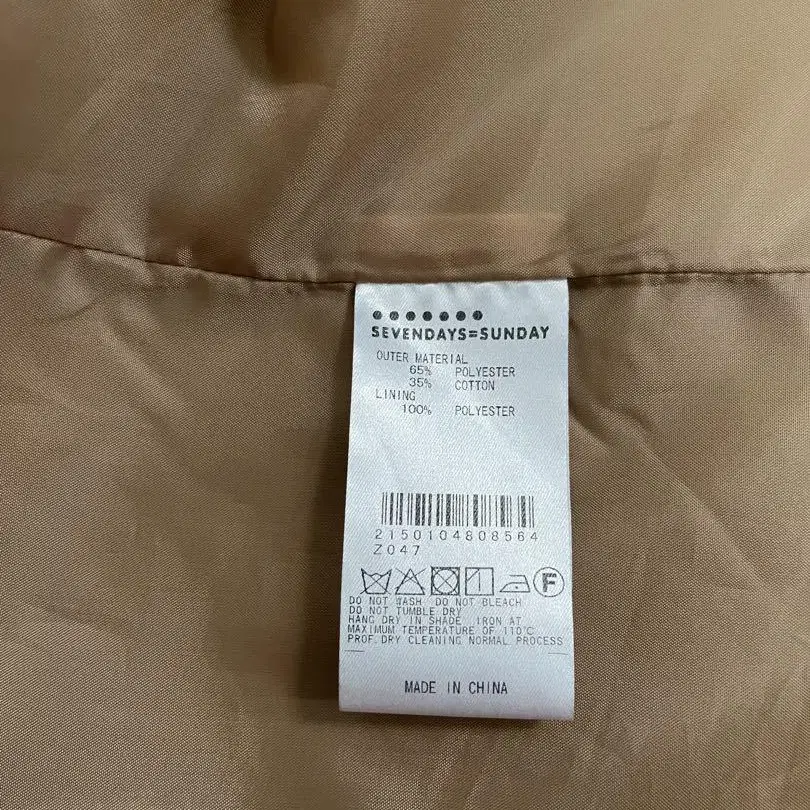 SEVENDAYS=SUNDAY
OUTER MATERIAL
65% POLYESTER
35% COTTON
LINING
100% POLYESTER
2150104808564
Z047
F
DO NOT WASH DO NOT BLEACH
DO NOT TUMBLE DRY
HANG DRY IN SHADE IRON AT
MAXIMUM TEMPERATURE OF 110℃
PROF. DRY CLEANING NORMAL PROCESS
MADE IN CHINA